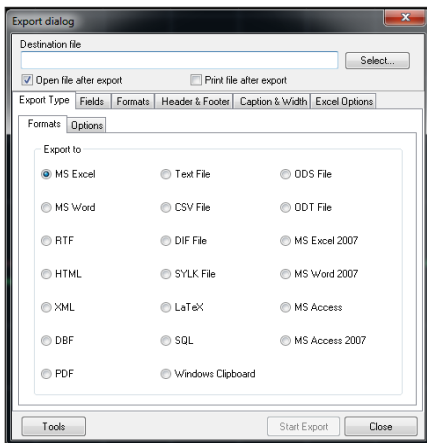 Export dialog
Destination file
Select...
Open file after export Print file after export
Export Type Fields Formats Header & Footer Caption & Width Excel Options
Formats Options
Export to
MS Excel Text File ODS File
MS Word CSV File ODT File
RTF DIF File MS Excel 2007
HTML SYLK File MS Word 2007
XML LaTeX MS Access
DBF SQL MS Access 2007
PDF Windows Clipboard
Tools Start Export Close